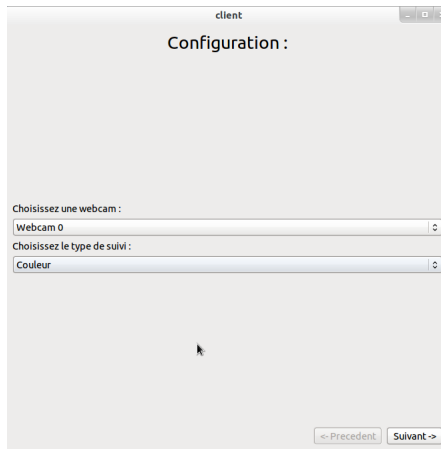 client
Configuration :
Choisissez une webcam :
Webcam 0
Choisissez le type de suivi :
Couleur
<- Precedent Suivant ->